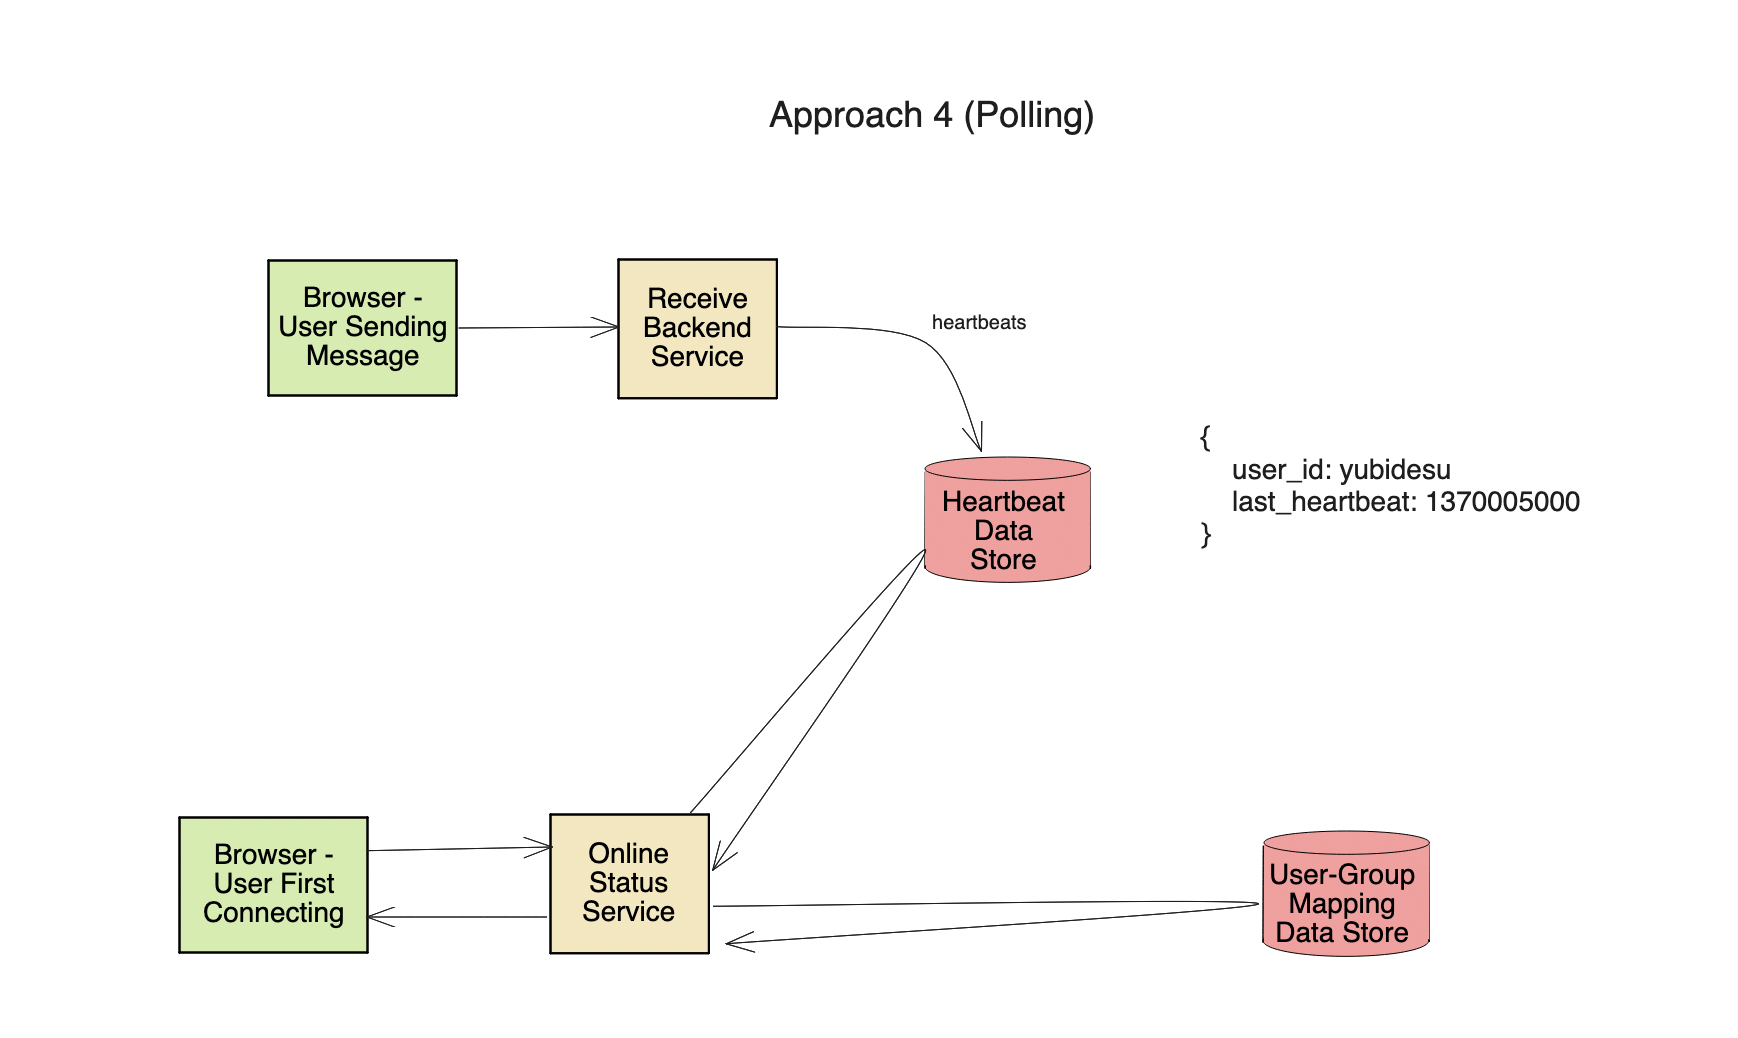 Approach 4 (Polling)
Browser -
User Sending
Message
Receive
Backend
Service
heartbeats
{
user_id: yubidesu
last_heartbeat: 1370005000
}
Heartbeat
Data
Store
Browser -
User First
Connecting
Online
Status
Service
User-Group
Mapping
Data Store